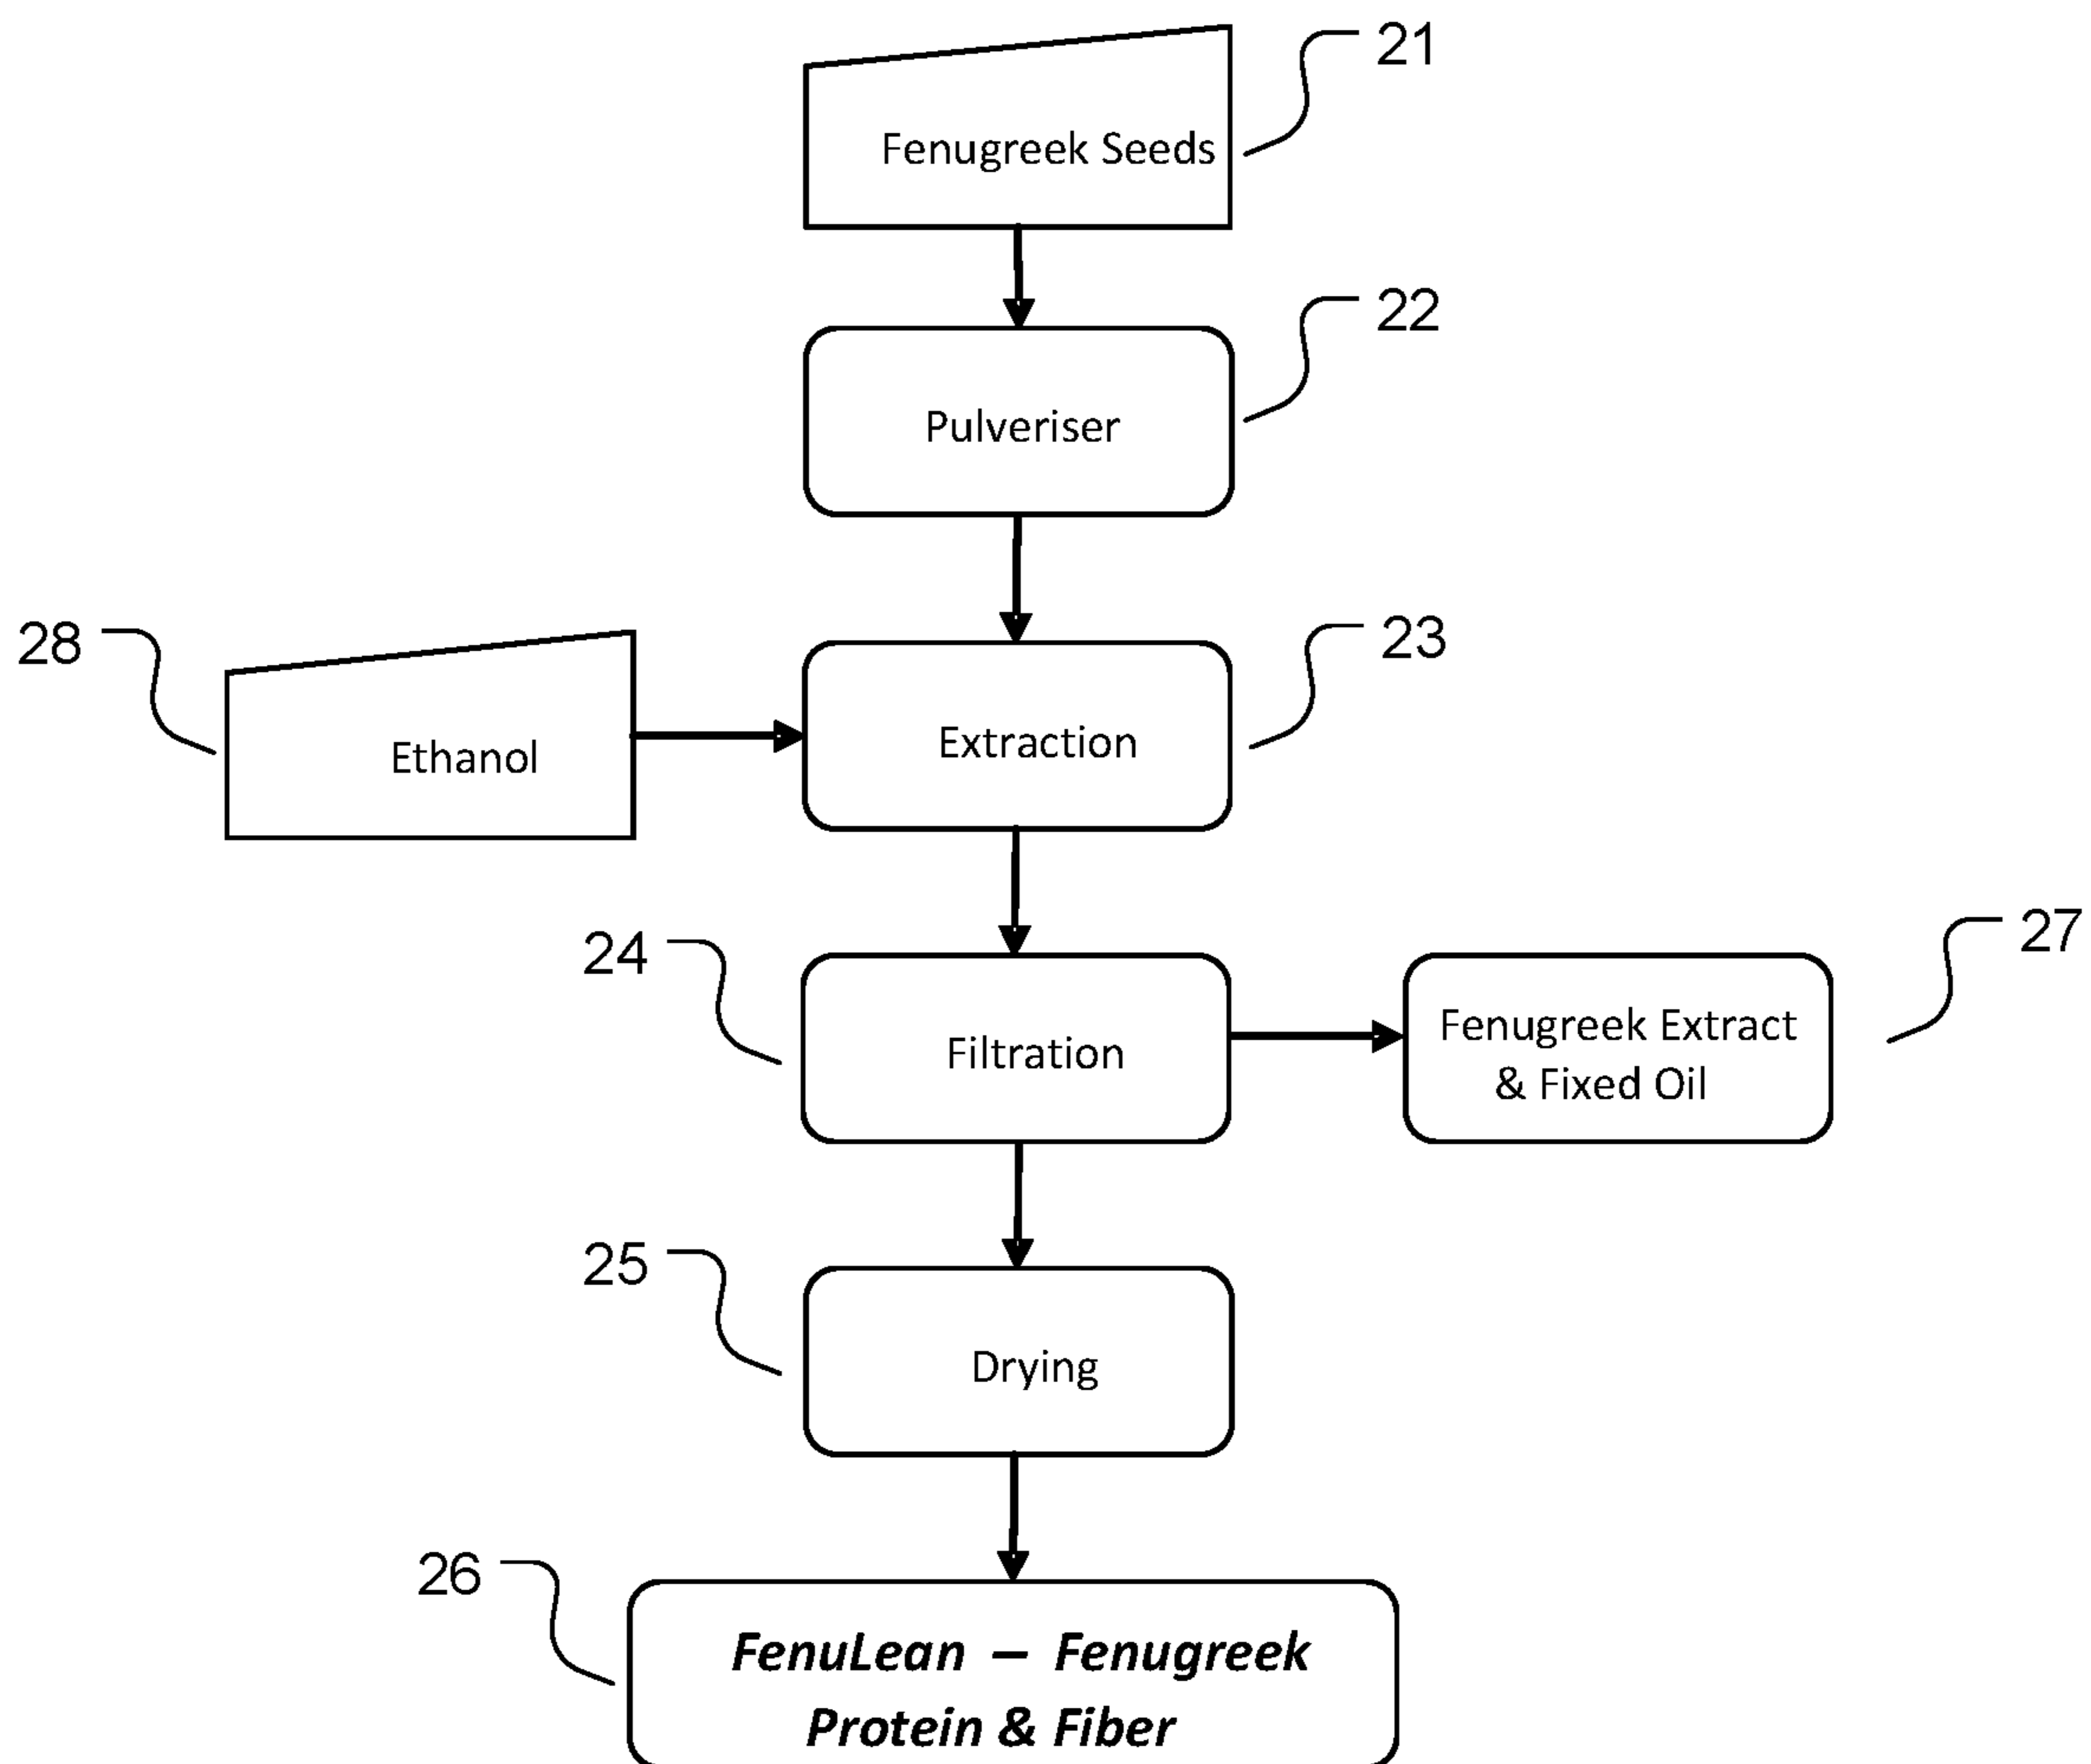 21
Fenugreek Seeds
22
Pulveriser
28
23
Ethanol
Extraction
24
27
Filtration
Fenugreek Extract
& Fixed Oil
25
Drying
26
FenuLean — Fenugreek
Protein & Fiber